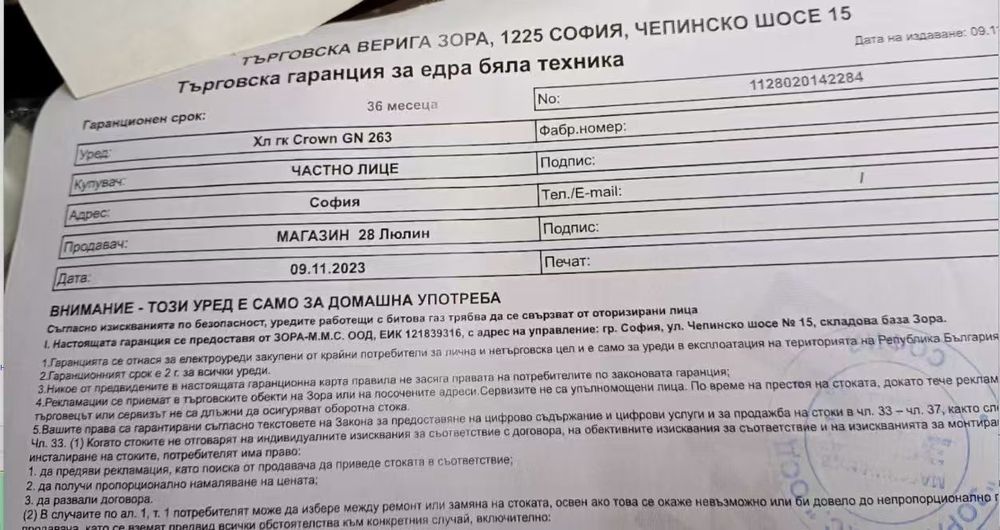 ТЪРГОВСКА ВЕРИГА ЗОРА, 1225 СОФИЯ, ЧЕПИНСКО ШОСЕ 15
Дата на издаване: 09.1
Търговска гаранция за едра бяла техника
Гаранционен срок: 36 месеца No: 1128020142284
Уред: Хл гк Crown GN 263 Фабр.номер:
Купувач: ЧАСТНО ЛИЦЕ Подпис:
Адрес: София Тел./E-mail: /
Продавач: МАГАЗИН 28 Люлин Подпис:
Дата: 09.11.2023 Печат:
ВНИМАНИЕ - ТОЗИ УРЕД Е САМО ЗА ДОМАШНА УПОТРЕБА
Съгласно изискванията по безопасност, уредите работещи с битова газ трябва да се свързват от оторизирани лица
I. Настоящата гаранция се предоставя от ЗОРА-М.М.С. ООД, ЕИК 121839316, с адрес на управление: гр. София, ул. Чепинско шосе № 15, складова база Зора.
1.Гаранцията се отнася за електроуреди закупени от крайни потребители за лична и нетърговска цел и е само за уреди в експлоатация на територията на Република България
2.Гаранционният срок е 2 г. за всички уреди.
3.Никое от предвидените в настоящата гаранционна карта правила не засяга правата на потребителите по законовата гаранция;
4.Рекламации се приемат в търговските обекти на Зора или на посочените адреси.Сервизите не са упълномощени лица. По време на престоя на стоката, докато тече реклам
търговецът или сервизът не са длъжни да осигуряват оборотна стока.
5.Вашите права са гарантирани съгласно текстовете на Закона за предоставяне на цифрово съдържание и цифрови услуги и за продажба на стоки в чл. 33 – чл. 37, както сле
Чл. 33. (1) Когато стоките не отговарят на индивидуалните изисквания за съответствие с договора, на обективните изисквания за съответствие и на изискванията за монтира
инсталиране на стоките, потребителят има право:
1. да предяви рекламация, като поиска от продавача да приведе стоката в съответствие;
2. да получи пропорционално намаляване на цената;
3. да развали договора.
(2) В случаите по ал. 1, т. 1 потребителят може да избере между ремонт или замяна на стоката, освен ако това се окаже невъзможно или би довело до непропорционално г
продавача, като се вземат предвид всички обстоятелства към конкретния случай, включително: